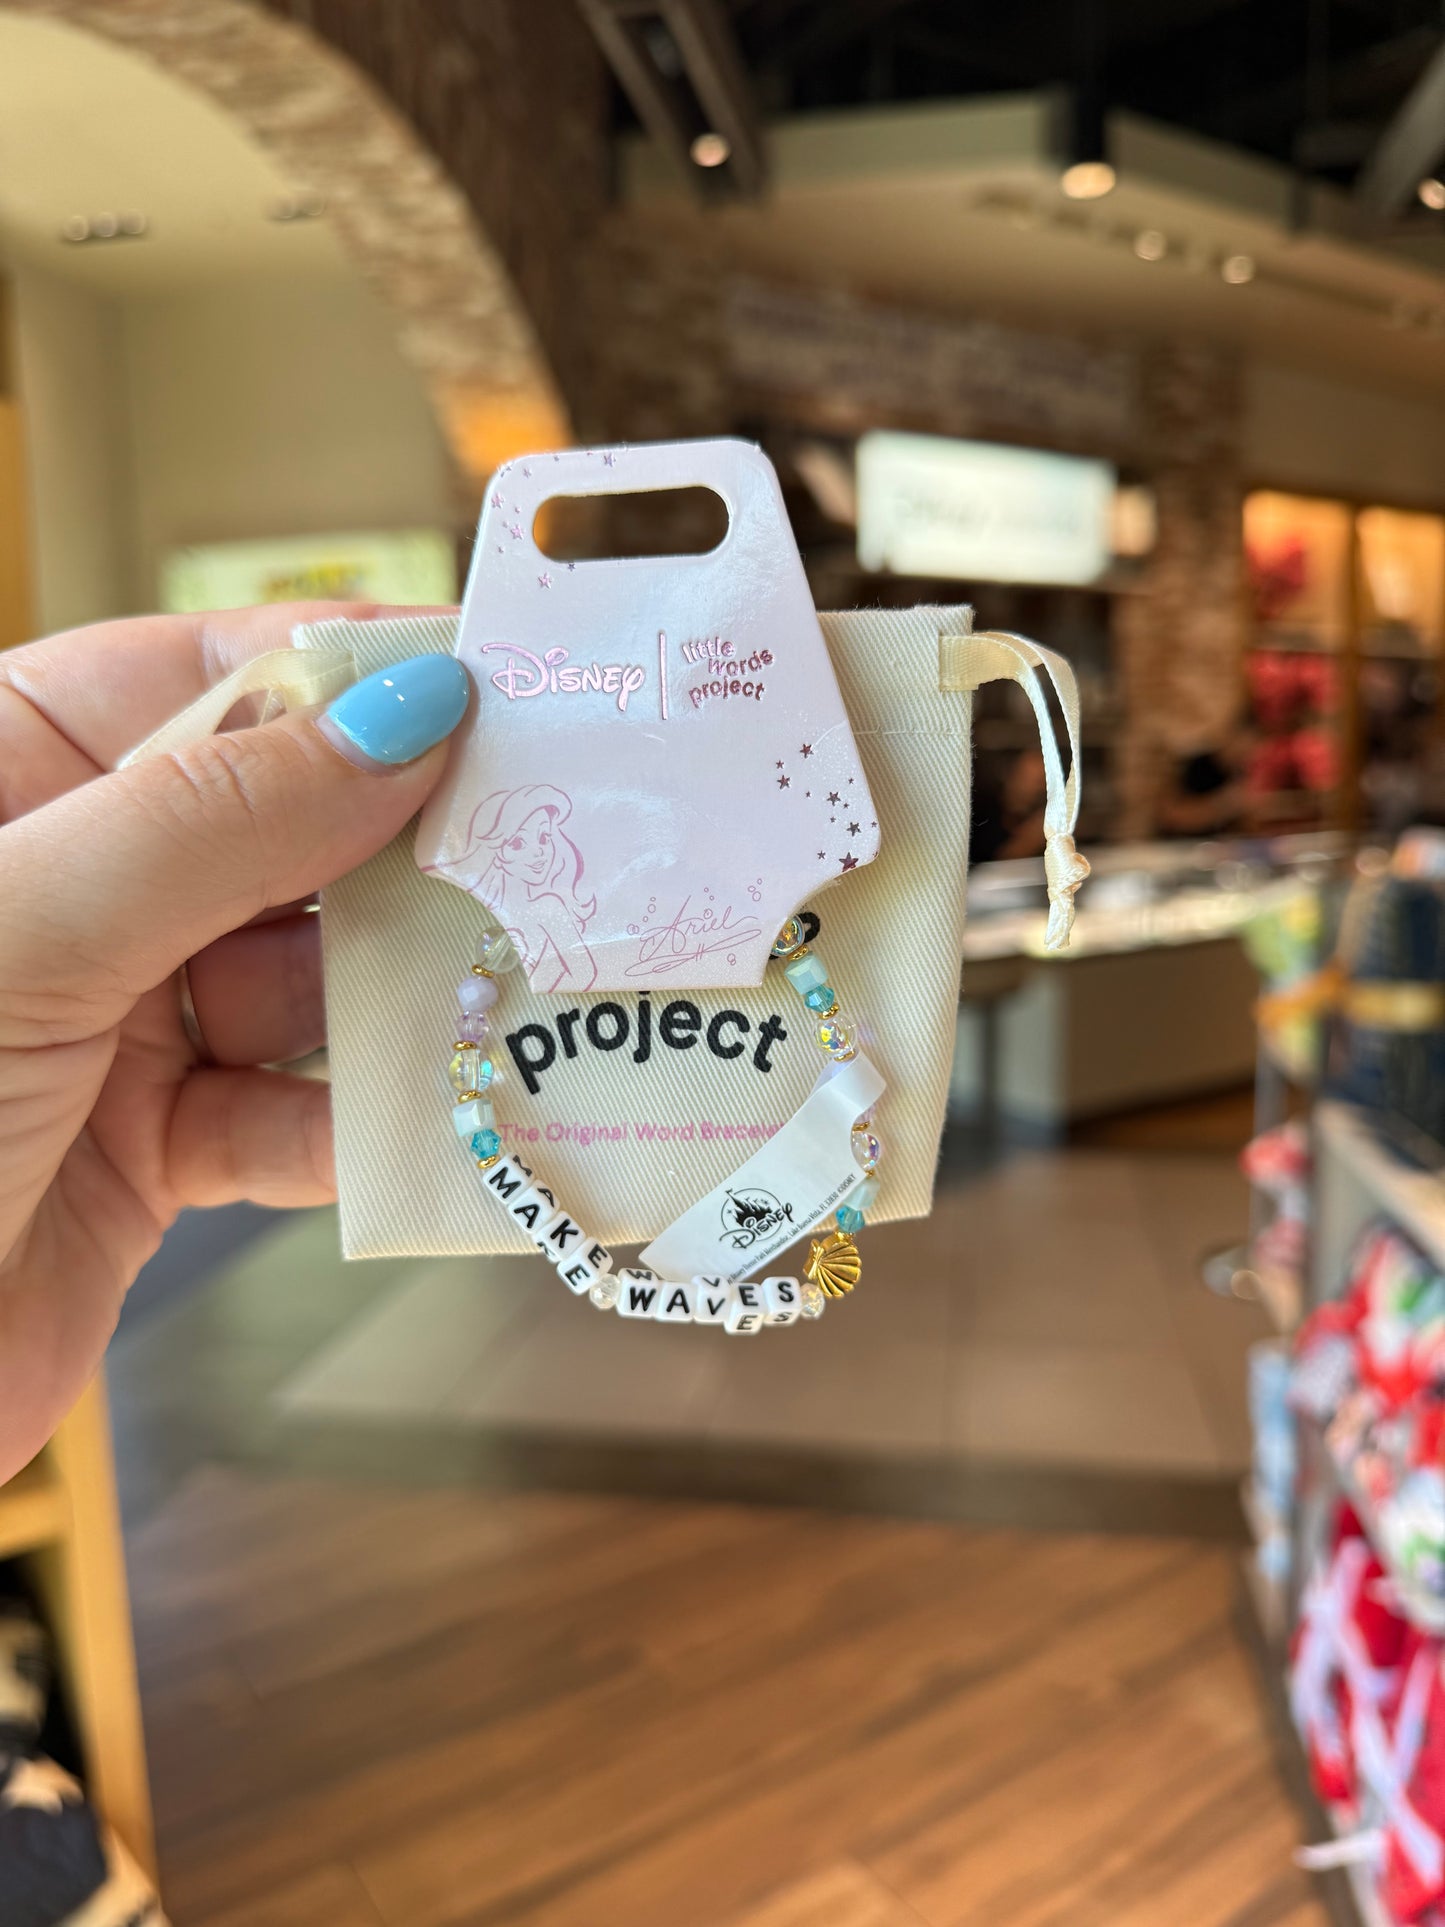 Disney
little
words
project
Ariel
project
The Original Word Bracelet
Disney
MAKE WAVES